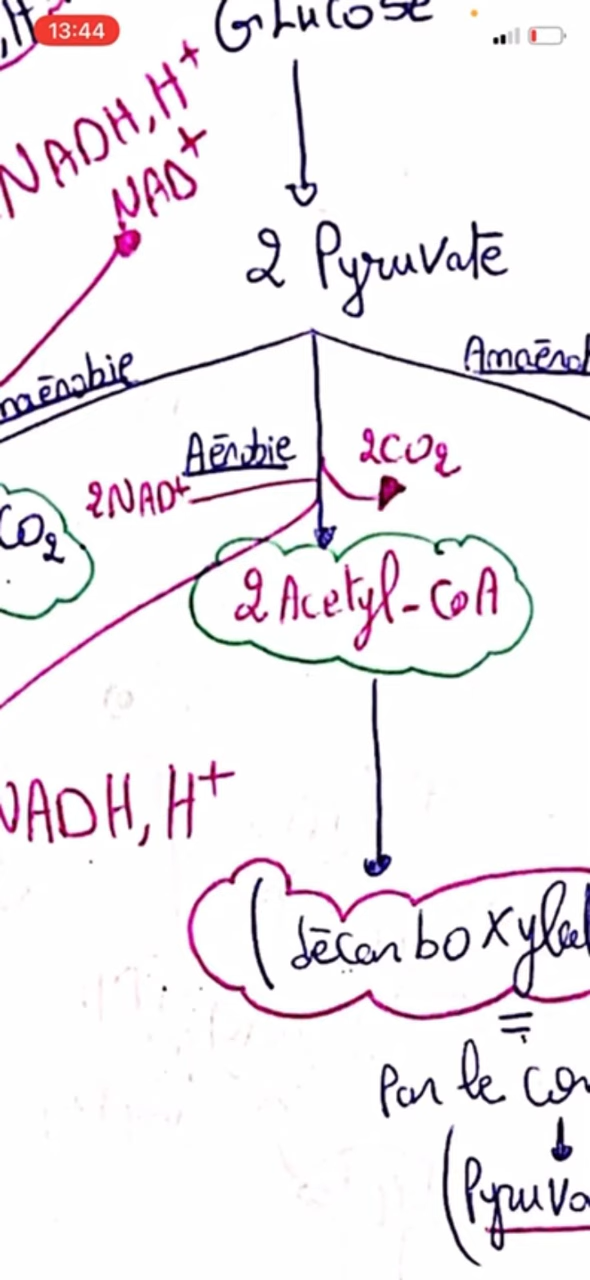 13:44
Glucose
NADH, H+
NAD+
2 Pyruvate
Aérobie
2CO2
2NAD+
CO2
2 Acetyl-CoA
NADH, H+
(décarboxylat
=
Par le com
(Pyruva